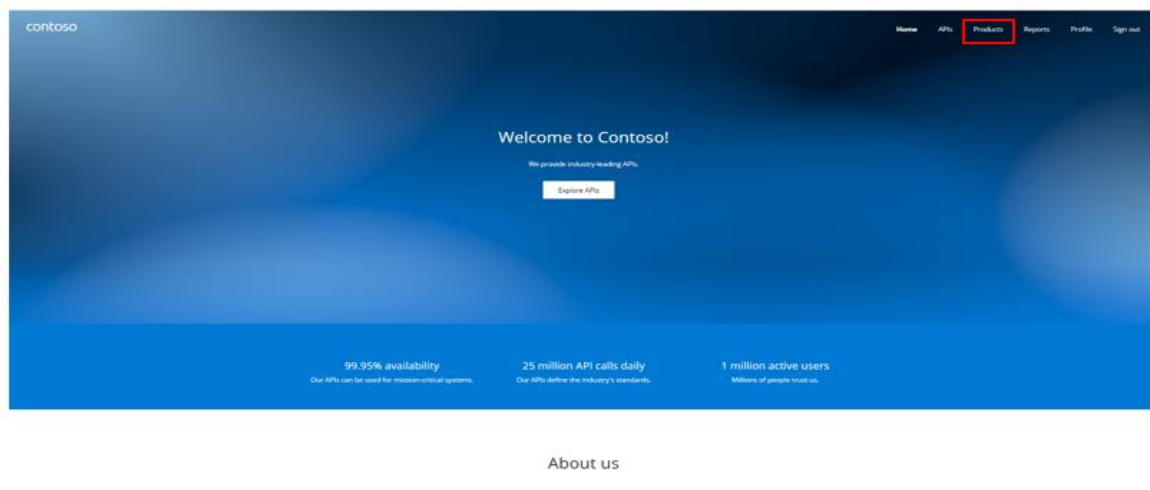 contoso
Home APIs Products Reports Profile Sign out
Welcome to Contoso!
We provide industry-leading APIs.
Explore APIs
99.95% availability 25 million API calls daily 1 million active users
Our APIs can be used for mission-critical systems. Our APIs define the industry's standards. Millions of people trust us.
About us